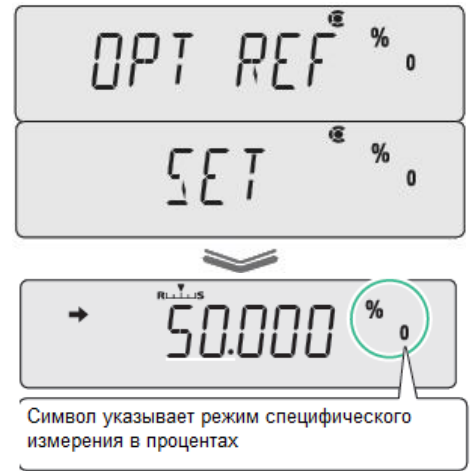 OPT REF % 0
SET % 0
R S
50.000 % 0
Символ указывает режим специфического
измерения в процентах